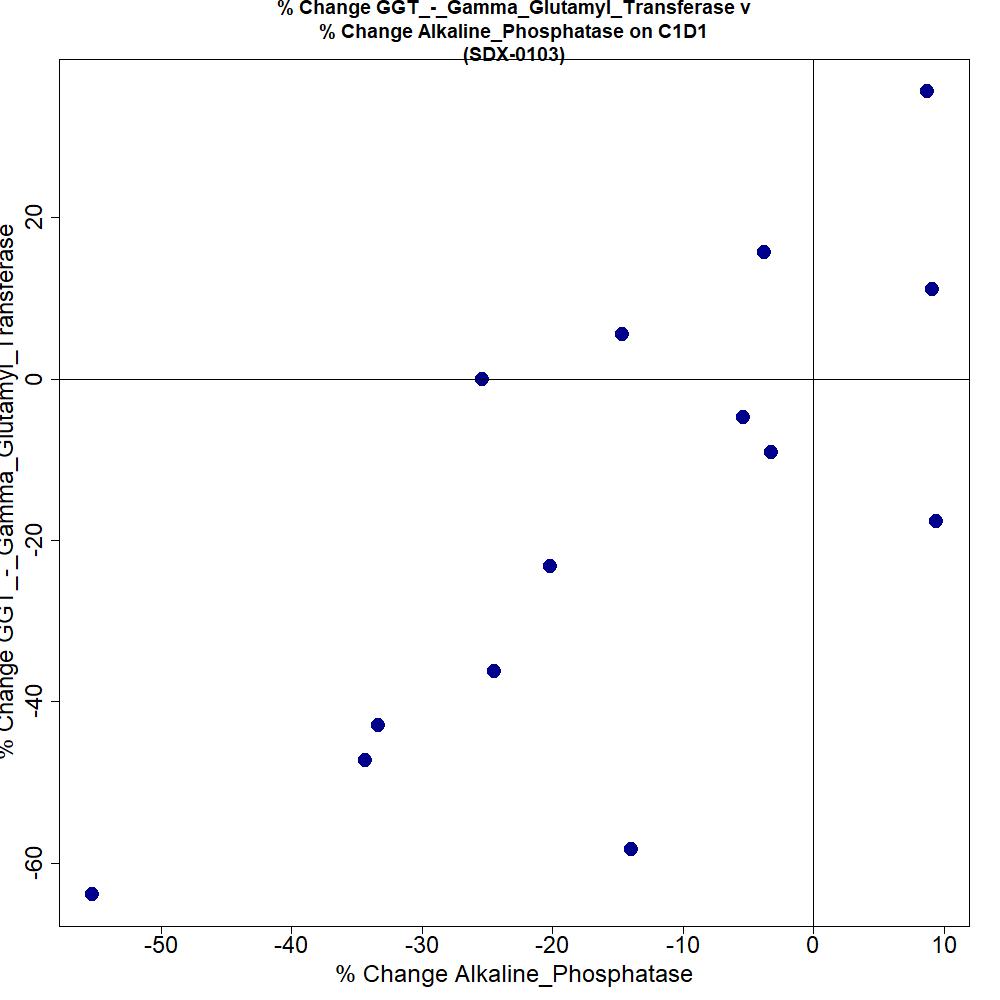 % Change GGT_-_Gamma_Glutamyl_Transferase v
% Change Alkaline_Phosphatase on C1D1
(SDX-0103)
% Change GGT_-_Gamma_Glutamyl_Transferase
20
0
-20
-40
-60
-50
-40
-30
-20
-10
0
10
% Change Alkaline_Phosphatase